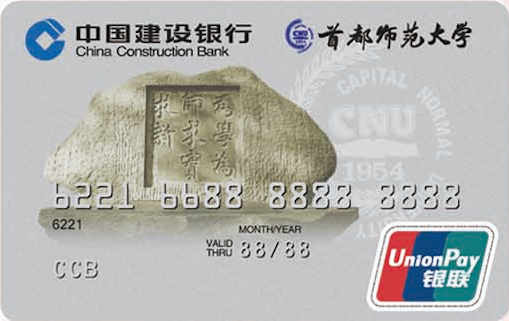 中国建设银行
China Construction Bank
首都师范大学
為學為
師求實
求新
CAPITAL NORMAL UNIVERSITY
CNU
1954
6221 6688 8888 8888
6221
MONTH/YEAR
VALID THRU 88/88
CCB
UnionPay
银联